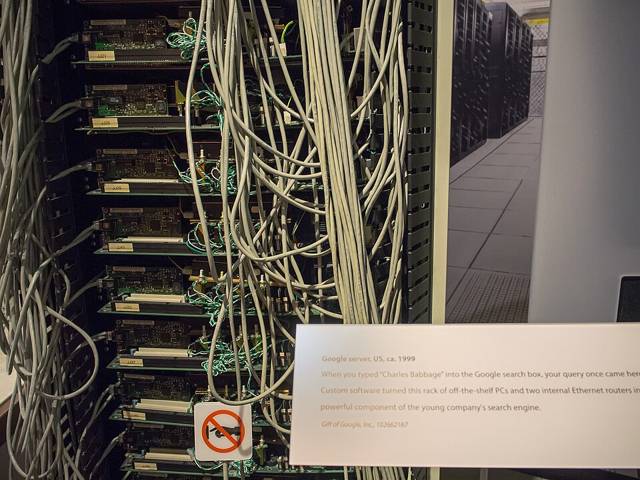 Google server, US, ca. 1999
When you typed "Charles Babbage" into the Google search box, your query once came here
Custom software turned this rack of off-the-shelf PCs and two internal Ethernet routers in
powerful component of the young company's search engine.
Gift of Google, Inc., 102662167